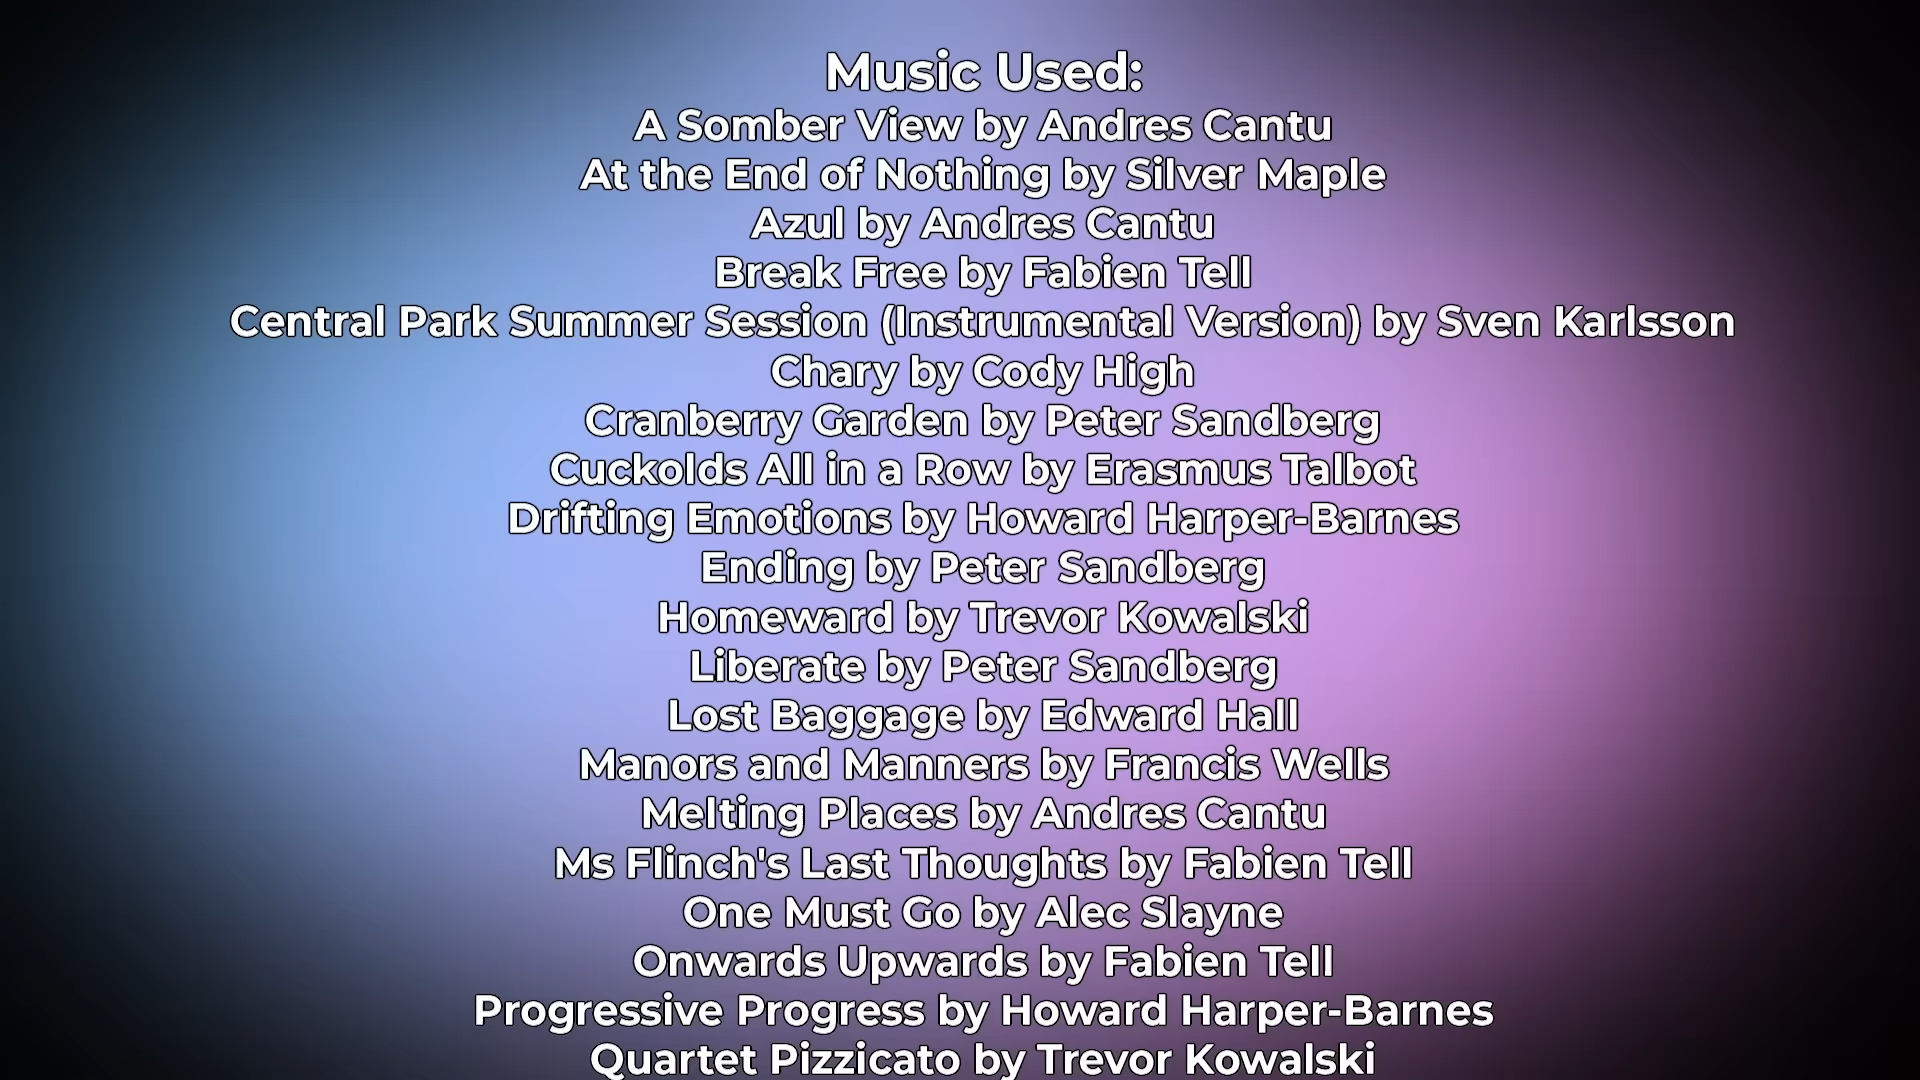 Music Used:
A Somber View by Andres Cantu
At the End of Nothing by Silver Maple
Azul by Andres Cantu
Break Free by Fabien Tell
Central Park Summer Session (Instrumental Version) by Sven Karlsson
Chary by Cody High
Cranberry Garden by Peter Sandberg
Cuckolds All in a Row by Erasmus Talbot
Drifting Emotions by Howard Harper-Barnes
Ending by Peter Sandberg
Homeward by Trevor Kowalski
Liberate by Peter Sandberg
Lost Baggage by Edward Hall
Manors and Manners by Francis Wells
Melting Places by Andres Cantu
Ms Flinch's Last Thoughts by Fabien Tell
One Must Go by Alec Slayne
Onwards Upwards by Fabien Tell
Progressive Progress by Howard Harper-Barnes
Quartet Pizzicato by Trevor Kowalski